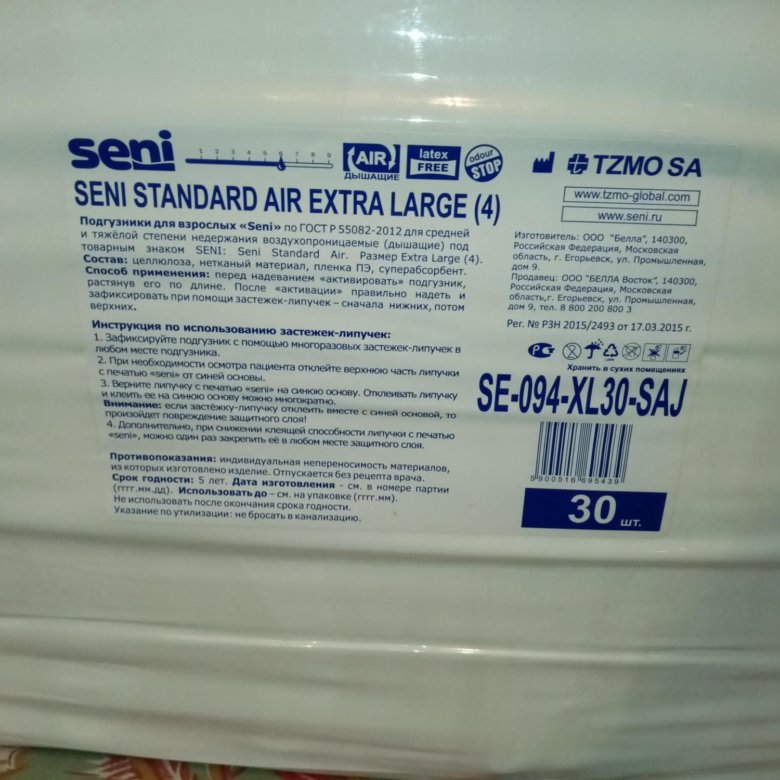 seni
1 2 3 4 5 6 7 8 9
AIR
ДЫШАЩИЕ
latex
FREE
odour
STOP
TZMO SA
www.tzmo-global.com
www.seni.ru
SENI STANDARD AIR EXTRA LARGE (4)
Подгузники для взрослых «Seni» по ГОСТ Р 55082-2012 для средней
и тяжёлой степени недержания воздухопроницаемые (дышащие) под
товарным знаком SENI: Seni Standard Air. Размер Extra Large (4).
Состав: целлюлоза, нетканый материал, пленка ПЭ, суперабсорбент.
Способ применения: перед надеванием «активировать» подгузник,
растянув его по длине. После «активации» правильно надеть и
зафиксировать при помощи застежек-липучек – сначала нижних, потом
верхних.
Инструкция по использованию застежек-липучек:
1. Зафиксируйте подгузник с помощью многоразовых застежек-липучек в
любом месте подгузника.
2. При необходимости осмотра пациента отклейте верхнюю часть липучки
с печатью «seni» от синей основы.
3. Верните липучку с печатью «seni» на синюю основу. Отклеивать липучку
и клеить ее на синюю основу можно многократно.
Внимание: если застёжку-липучку отклеить вместе с синей основой, то
произойдет повреждение защитного слоя!
4. Дополнительно, при снижении клеящей способности липучки с печатью
«seni», можно один раз закрепить её в любом месте защитного слоя.
Противопоказания: индивидуальная непереносимость материалов,
из которых изготовлено изделие. Отпускается без рецепта врача.
Срок годности: 5 лет. Дата изготовления - см. в номере партии
(гггг.мм.дд). Использовать до – см. на упаковке (гггг.мм).
Не использовать после окончания срока годности.
Указание по утилизации: не бросать в канализацию.
Изготовитель: ООО "Белла", 140300,
Российская Федерация, Московская
область, г. Егорьевск, ул. Промышленная,
дом 9.
Продавец: ООО "БЕЛЛА Восток", 140300,
Российская Федерация, Московская
область,г. Егорьевск, ул. Промышленная,
дом 9, тел. 8 800 200 800 3
Рег. № РЗН 2015/2493 от 17.03.2015 г.
Хранить в сухих помещениях
SE-094-XL30-SAJ
5900516 695439
30 шт.